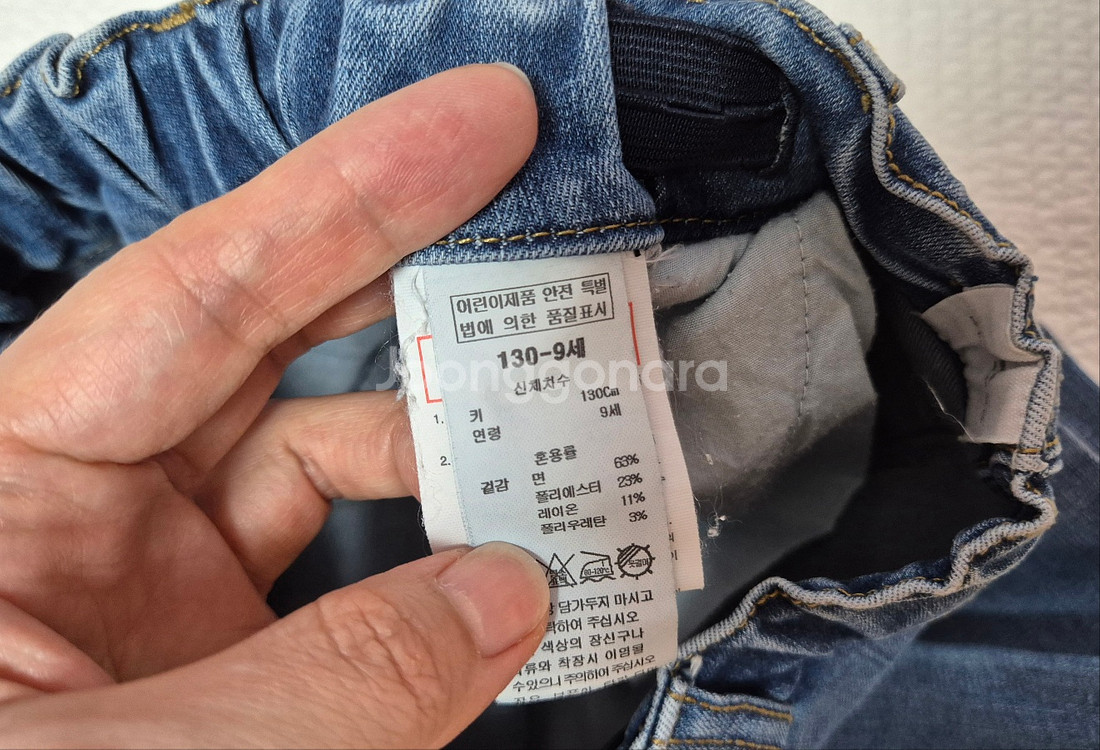 어린이제품 안전 특별
법에 의한 품질표시
130-9세
신체치수
1. 키 130Cm
연령 9세
2. 혼용률
겉감 면 63%
폴리에스터 23%
레이온 11%
폴리우레탄 3%
60-120℃
담가두지 마시고
하여 주십시오
색상의 장신구나
류와 착장시 이염될
수있으니 주의하여 주십시오
Joonggonara